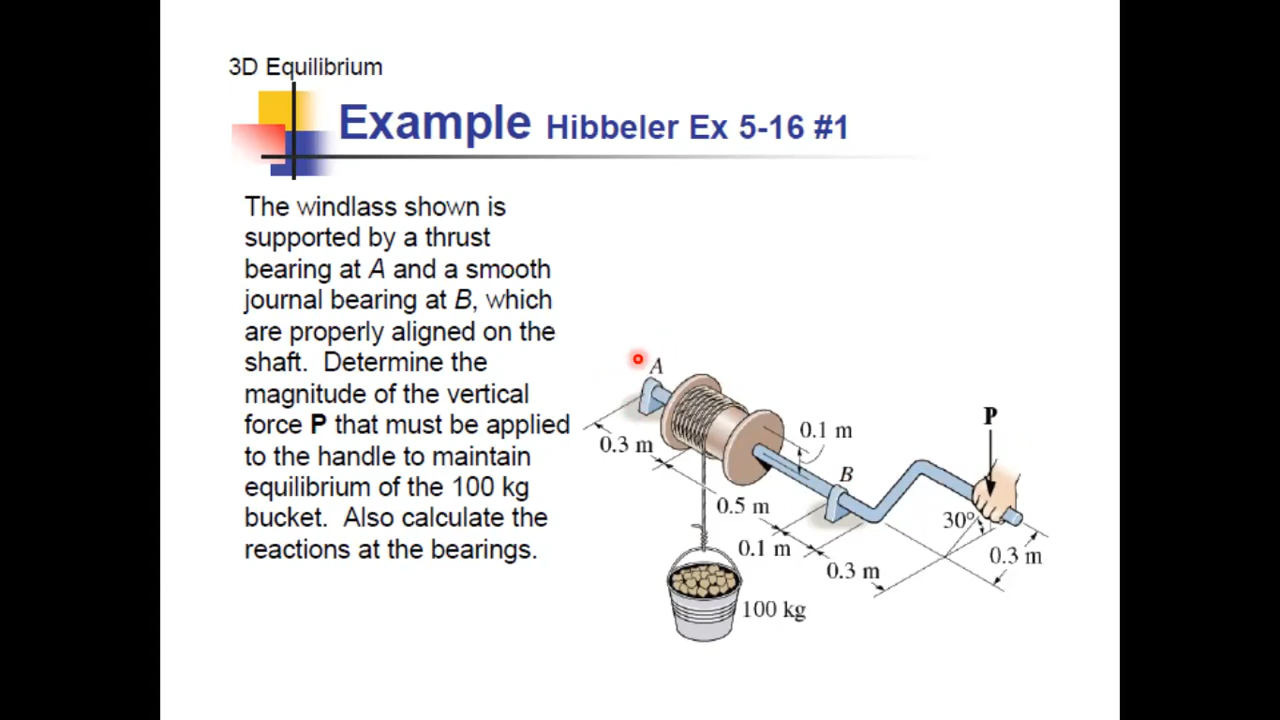 3D Equilibrium
Example Hibbeler Ex 5-16 #1
The windlass shown is
supported by a thrust
bearing at A and a smooth
journal bearing at B, which
are properly aligned on the
shaft. Determine the
magnitude of the vertical
force P that must be applied
to the handle to maintain
equilibrium of the 100 kg
bucket. Also calculate the
reactions at the bearings.
A
0.3 m
0.1 m
P
B
0.5 m
30°
0.1 m
0.3 m
0.3 m
100 kg